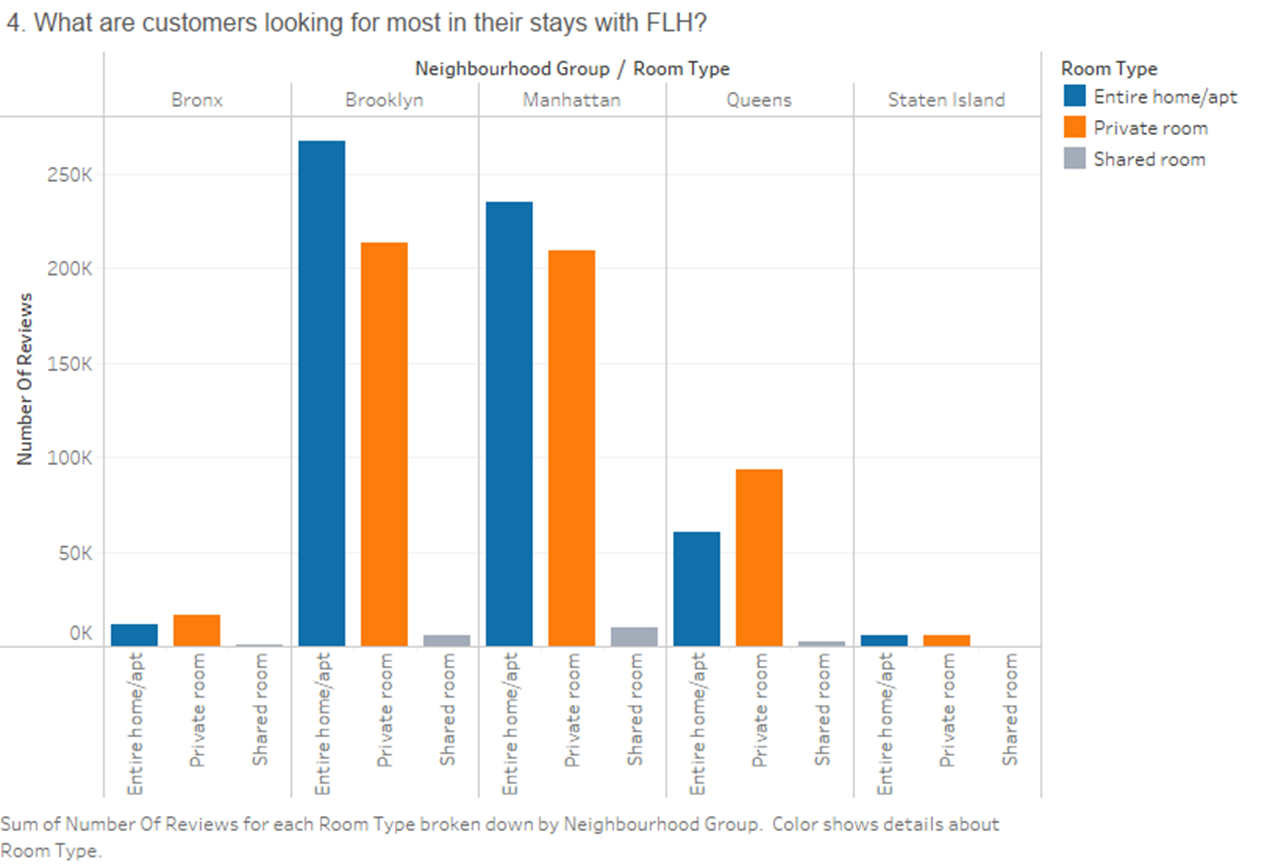 4. What are customers looking for most in their stays with FLH?
Neighbourhood Group / Room Type
Bronx
Brooklyn
Manhattan
Queens
Staten Island
Room Type
Entire home/apt
Private room
Shared room
Number Of Reviews
250K
200K
150K
100K
50K
0K
Entire home/apt
Private room
Shared room
Entire home/apt
Private room
Shared room
Entire home/apt
Private room
Shared room
Entire home/apt
Private room
Shared room
Entire home/apt
Private room
Shared room
Sum of Number Of Reviews for each Room Type broken down by Neighbourhood Group. Color shows details about
Room Type.